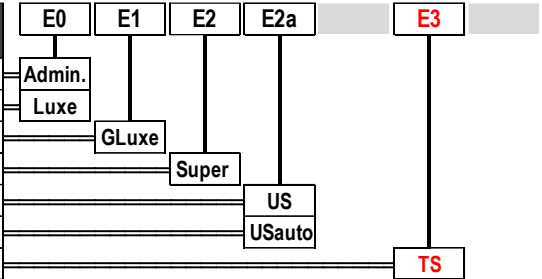 E0 E1 E2 E2a E3
Admin.
Luxe
GLuxe
Super
US
USauto
TS